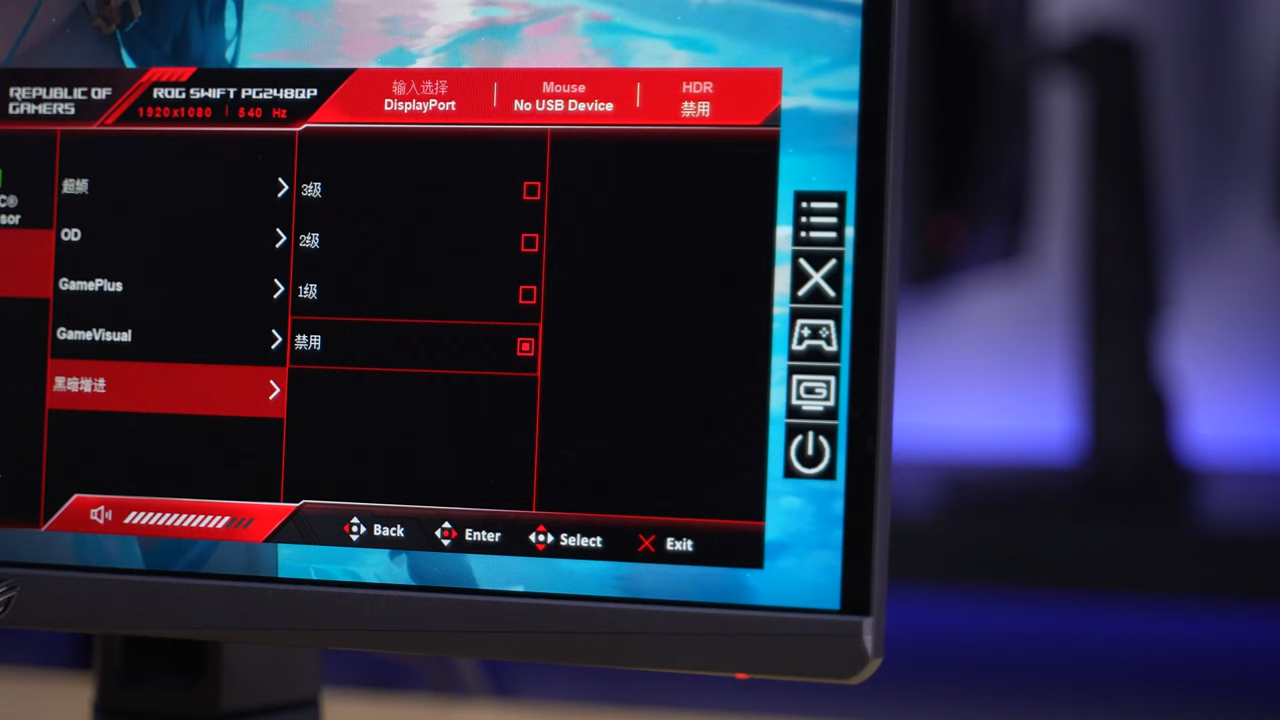 REPUBLIC OF
GAMERS
ROG SWIFT PG248QP
1920x1080 | 540 Hz
输入选择
DisplayPort
Mouse
No USB Device
HDR
禁用
C®
sor
超频
OD
GamePlus
GameVisual
黑暗增进
3级
2级
1级
禁用
Back
Enter
Select
Exit